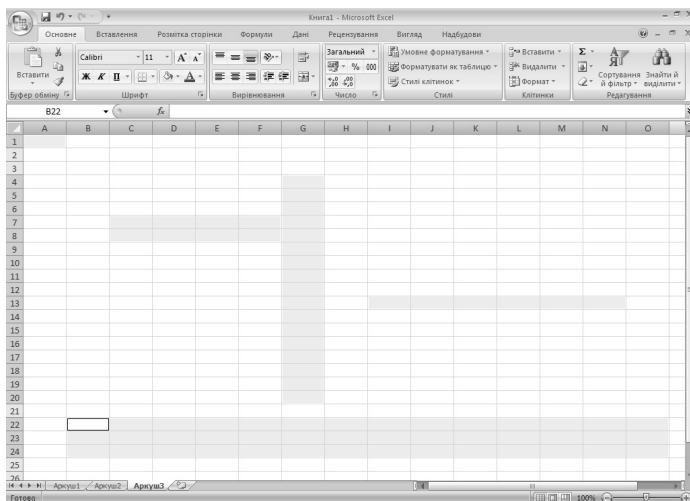 Книга1 - Microsoft Excel
Основне Вставлення Розмітка сторінки Формули Дані Рецензування Вигляд Надбудови
Calibri 11 Загальний Умовне форматування Вставити Σ
Вставити Ж К П % 000 Форматувати як таблицю Видалити Сортування й фільтр Знайти й виділити
Стилі клітинок Формат
Буфер обміну Шрифт Вирівнювання Число Стилі Клітинки Редагування
B22 fx
A B C D E F G H I J K L M N O
1
2
3
4
5
6
7
8
9
10
11
12
13
14
15
16
17
18
19
20
21
22
23
24
25
26
Аркуш1 Аркуш2 Аркуш3
Готово 100%